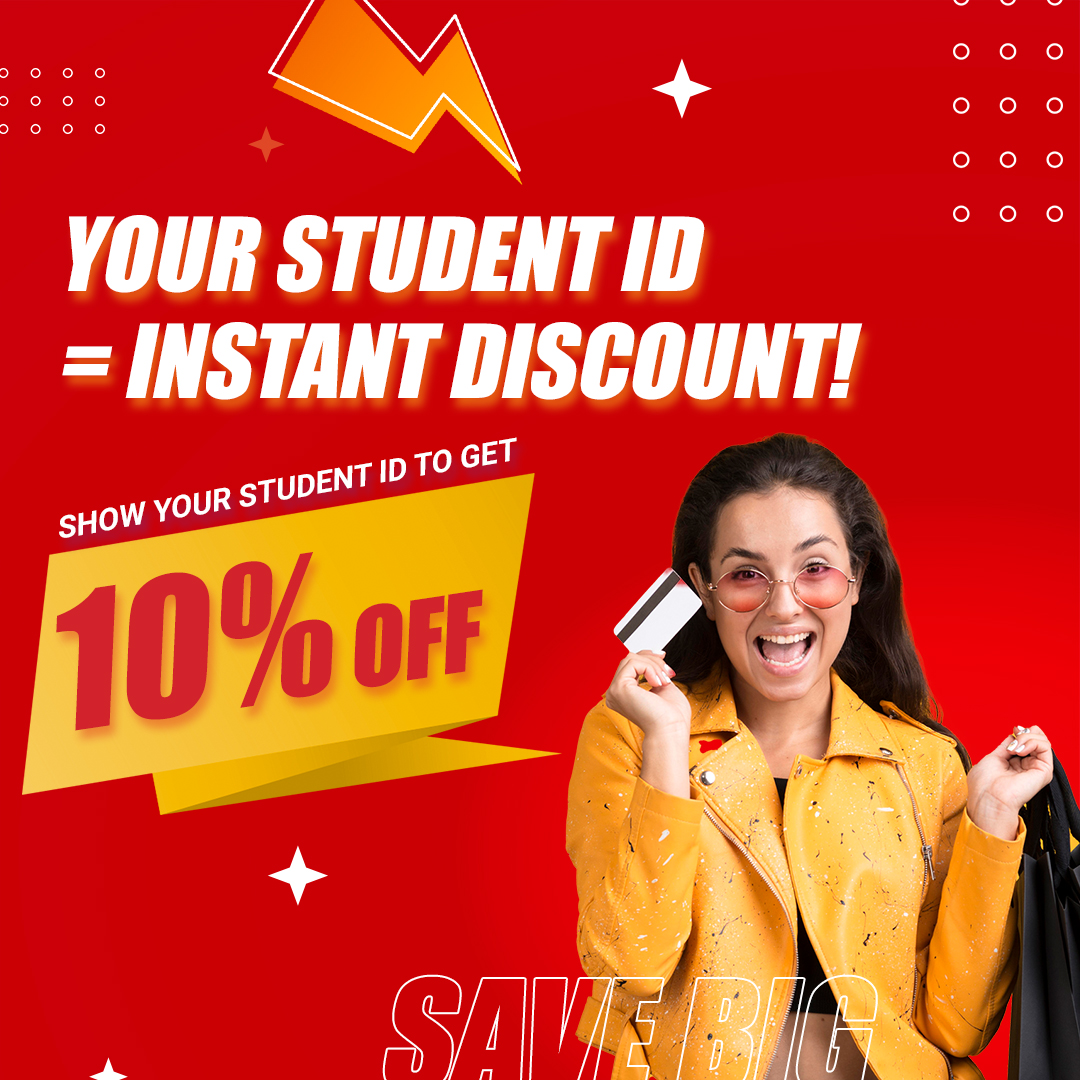 YOUR STUDENT ID
= INSTANT DISCOUNT!
SHOW YOUR STUDENT ID TO GET
10% OFF
SAVE BIG